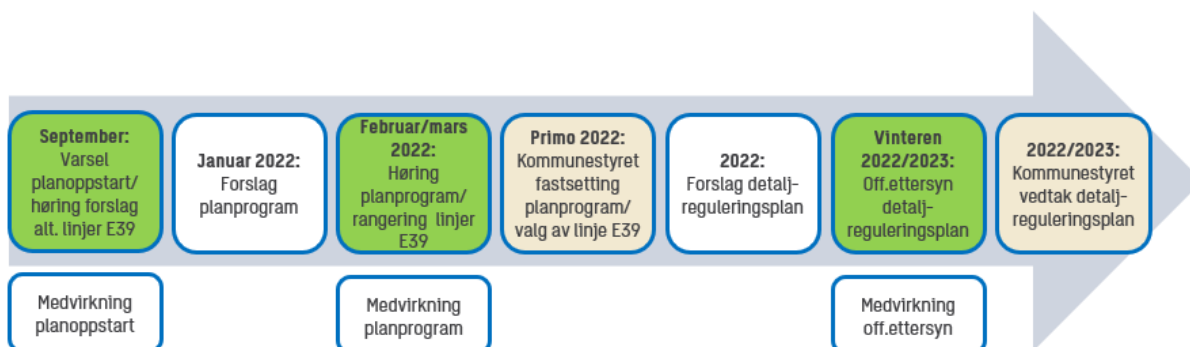 September:
Varsel
planoppstart/
høring forslag
alt. linjer E39
Januar 2022:
Forslag
planprogram
Februar/mars
2022:
Høring
planprogram/
rangering linjer
E39
Primo 2022:
Kommunestyret
fastsetting
planprogram/
valg av linje E39
2022:
Forslag detalj-
reguleringsplan
Vinteren
2022/2023:
Off.ettersyn
detalj-
reguleringsplan
2022/2023:
Kommunestyret
vedtak detalj-
reguleringsplan
Medvirkning
planoppstart
Medvirkning
planprogram
Medvirkning
off.ettersyn